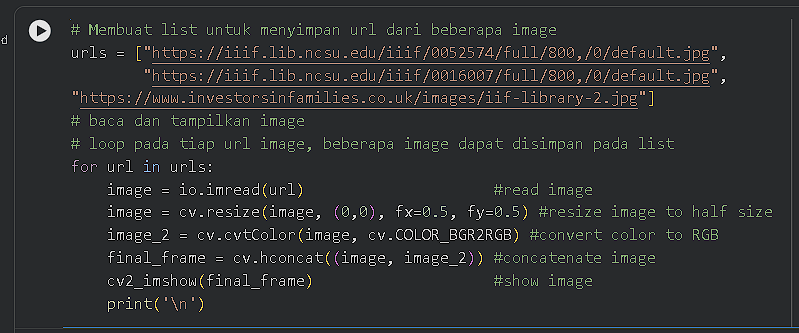 d
# Membuat list untuk menyimpan url dari beberapa image
urls = ["https://iiif.lib.ncsu.edu/iiif/0052574/full/800,/0/default.jpg",
"https://iiif.lib.ncsu.edu/iiif/0016007/full/800,/0/default.jpg",
"https://www.investorsinfamilies.co.uk/images/iif-library-2.jpg"]
# baca dan tampilkan image
# loop pada tiap url image, beberapa image dapat disimpan pada list
for url in urls:
    image = io.imread(url) #read image
    image = cv.resize(image, (0,0), fx=0.5, fy=0.5) #resize image to half size
    image_2 = cv.cvtColor(image, cv.COLOR_BGR2RGB) #convert color to RGB
    final_frame = cv.hconcat((image, image_2)) #concatenate image
    cv2_imshow(final_frame) #show image
    print('\n')